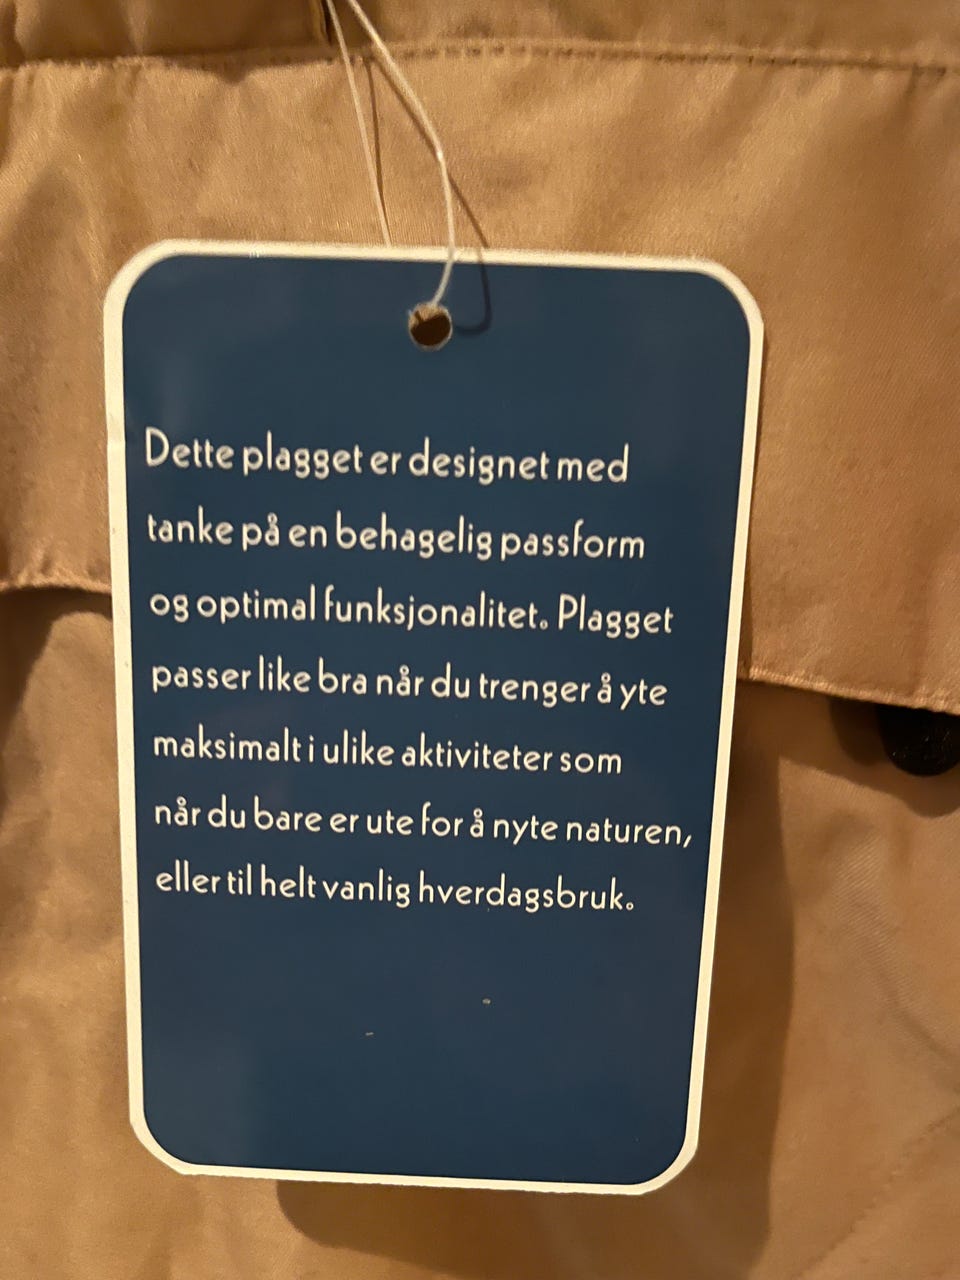 Dette plagget er designet med
tanke på en behagelig passform
og optimal funksjonalitet. Plagget
passer like bra når du trenger å yte
maksimalt i ulike aktiviteter som
når du bare er ute for å nyte naturen,
eller til helt vanlig hverdagsbruk.